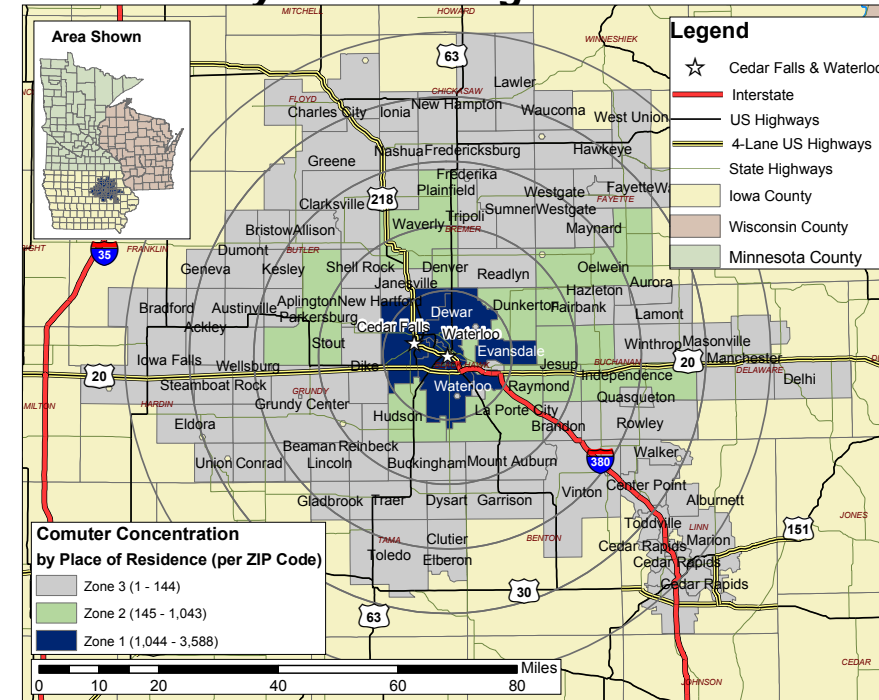 MITCHELL
HOWARD
WINNESHIEK
Area Shown
63
Lawler
CHICKASAW
FLOYD
New Hampton
Charles City
Ionia
Waucoma
West Union
Nashua
Fredericksburg
Hawkeye
Greene
Frederika
Plainfield
Westgate
Fayette
FAYETTE
218
Clarksville
Tripoli
Sumner
Westgate
Waverly
BREMER
Maynard
Bristow
Allison
35
FRANKLIN
Dumont
BUTLER
Geneva
Kesley
Shell Rock
Denver
Readlyn
Oelwein
Janesville
Hazleton
Aurora
Aplington
New Hartford
Dunkerton
Fairbank
Bradford
Austinville
Parkersburg
Dewar
Lamont
Ackley
Cedar Falls
Waterloo
Stout
Evansdale
Winthrop
Masonville
Iowa Falls
Wellsburg
Dike
Jesup
BUCHANAN
20
Manchester
DELAWARE
20
Steamboat Rock
Waterloo
Raymond
Independence
Delhi
HARDIN
GRUNDY
Grundy Center
Quasqueton
Hudson
La Porte City
Eldora
Brandon
Rowley
Beaman
Reinbeck
Walker
Union
Conrad
Lincoln
Buckingham
Mount Auburn
380
Center Point
Vinton
Alburnett
Gladbrook
Traer
Dysart
Garrison
JONES
Toddville
LINN
151
TAMA
Clutier
BENTON
Cedar Rapids
Marion
Toledo
Elberon
Cedar Rapids
Cedar Rapids
30
63
CEDAR
JOHNSON
Legend
Cedar Falls & Waterloo
Interstate
US Highways
4-Lane US Highways
State Highways
Iowa County
Wisconsin County
Minnesota County
Comuter Concentration
by Place of Residence (per ZIP Code)
Zone 3 (1 - 144)
Zone 2 (145 - 1,043)
Zone 1 (1,044 - 3,588)
Miles
0 10 20 40 60 80